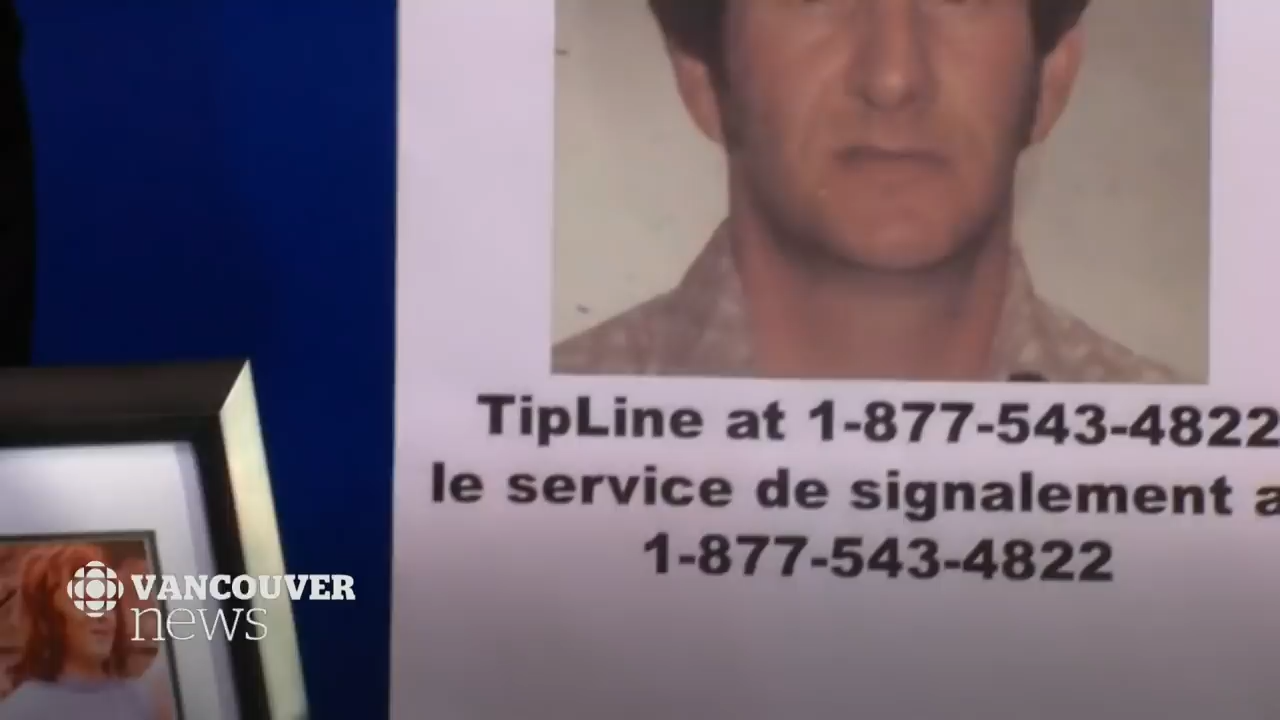 TipLine at 1-877-543-4822
le service de signalement a
1-877-543-4822
VANCOUVER
news